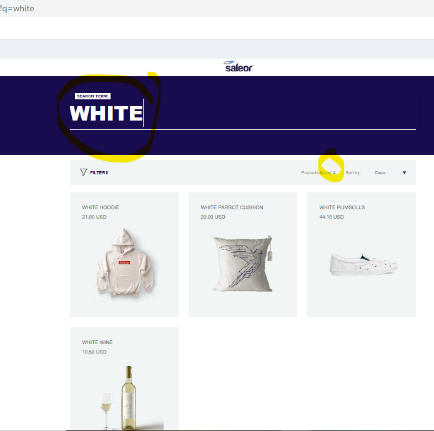 ?q=white
saleor
SEARCH TERM:
WHITE
FILTERS
Products found: 4
Sort by:
WHITE HOODIE
21.00 USD
WHITE PARROT CUSHION
20.00 USD
WHITE PLIMSOLLS
44.10 USD
WHITE WINE
10.50 USD